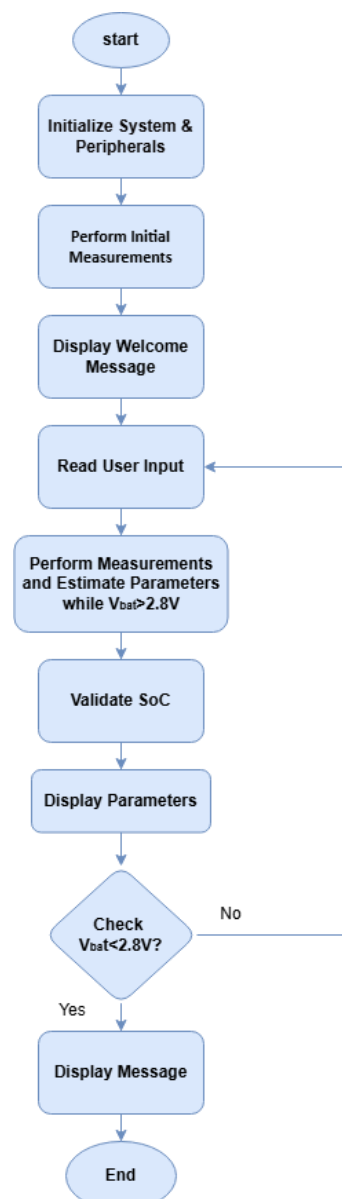 start
Initialize System &
Peripherals
Perform Initial
Measurements
Display Welcome
Message
Read User Input
Perform Measurements
and Estimate Parameters
while Vbat>2.8V
Validate SoC
Display Parameters
Check
Vbat<2.8V?
No
Yes
Display Message
End